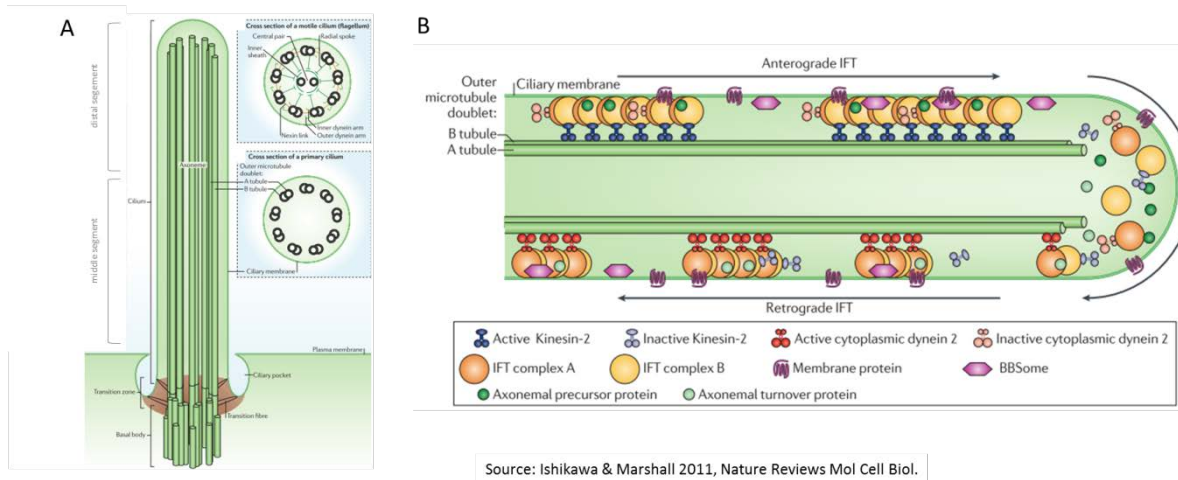 A
distal segement
middle segment
Cilium
Axoneme
Cross section of a motile cilium (flagellum)
Central pair
Radial spoke
Inner
sheath
Nexin link
Inner dynein arm
Outer dynein arm
Cross section of a primary cilium
Outer microtubule
doublet:
A tubule
B tubule
Ciliary membrane
Plasma membrane
Ciliary pocket
Transition zone
Transition fibre
Basal body
B
Anterograde IFT
Outer
microtubule
doublet:
Ciliary membrane
B tubule
A tubule
Retrograde IFT
Active Kinesin-2
Inactive Kinesin-2
Active cytoplasmic dynein 2
Inactive cytoplasmic dynein 2
IFT complex A
IFT complex B
Membrane protein
BBSome
Axonemal precursor protein
Axonemal turnover protein
Source: Ishikawa & Marshall 2011, Nature Reviews Mol Cell Biol.